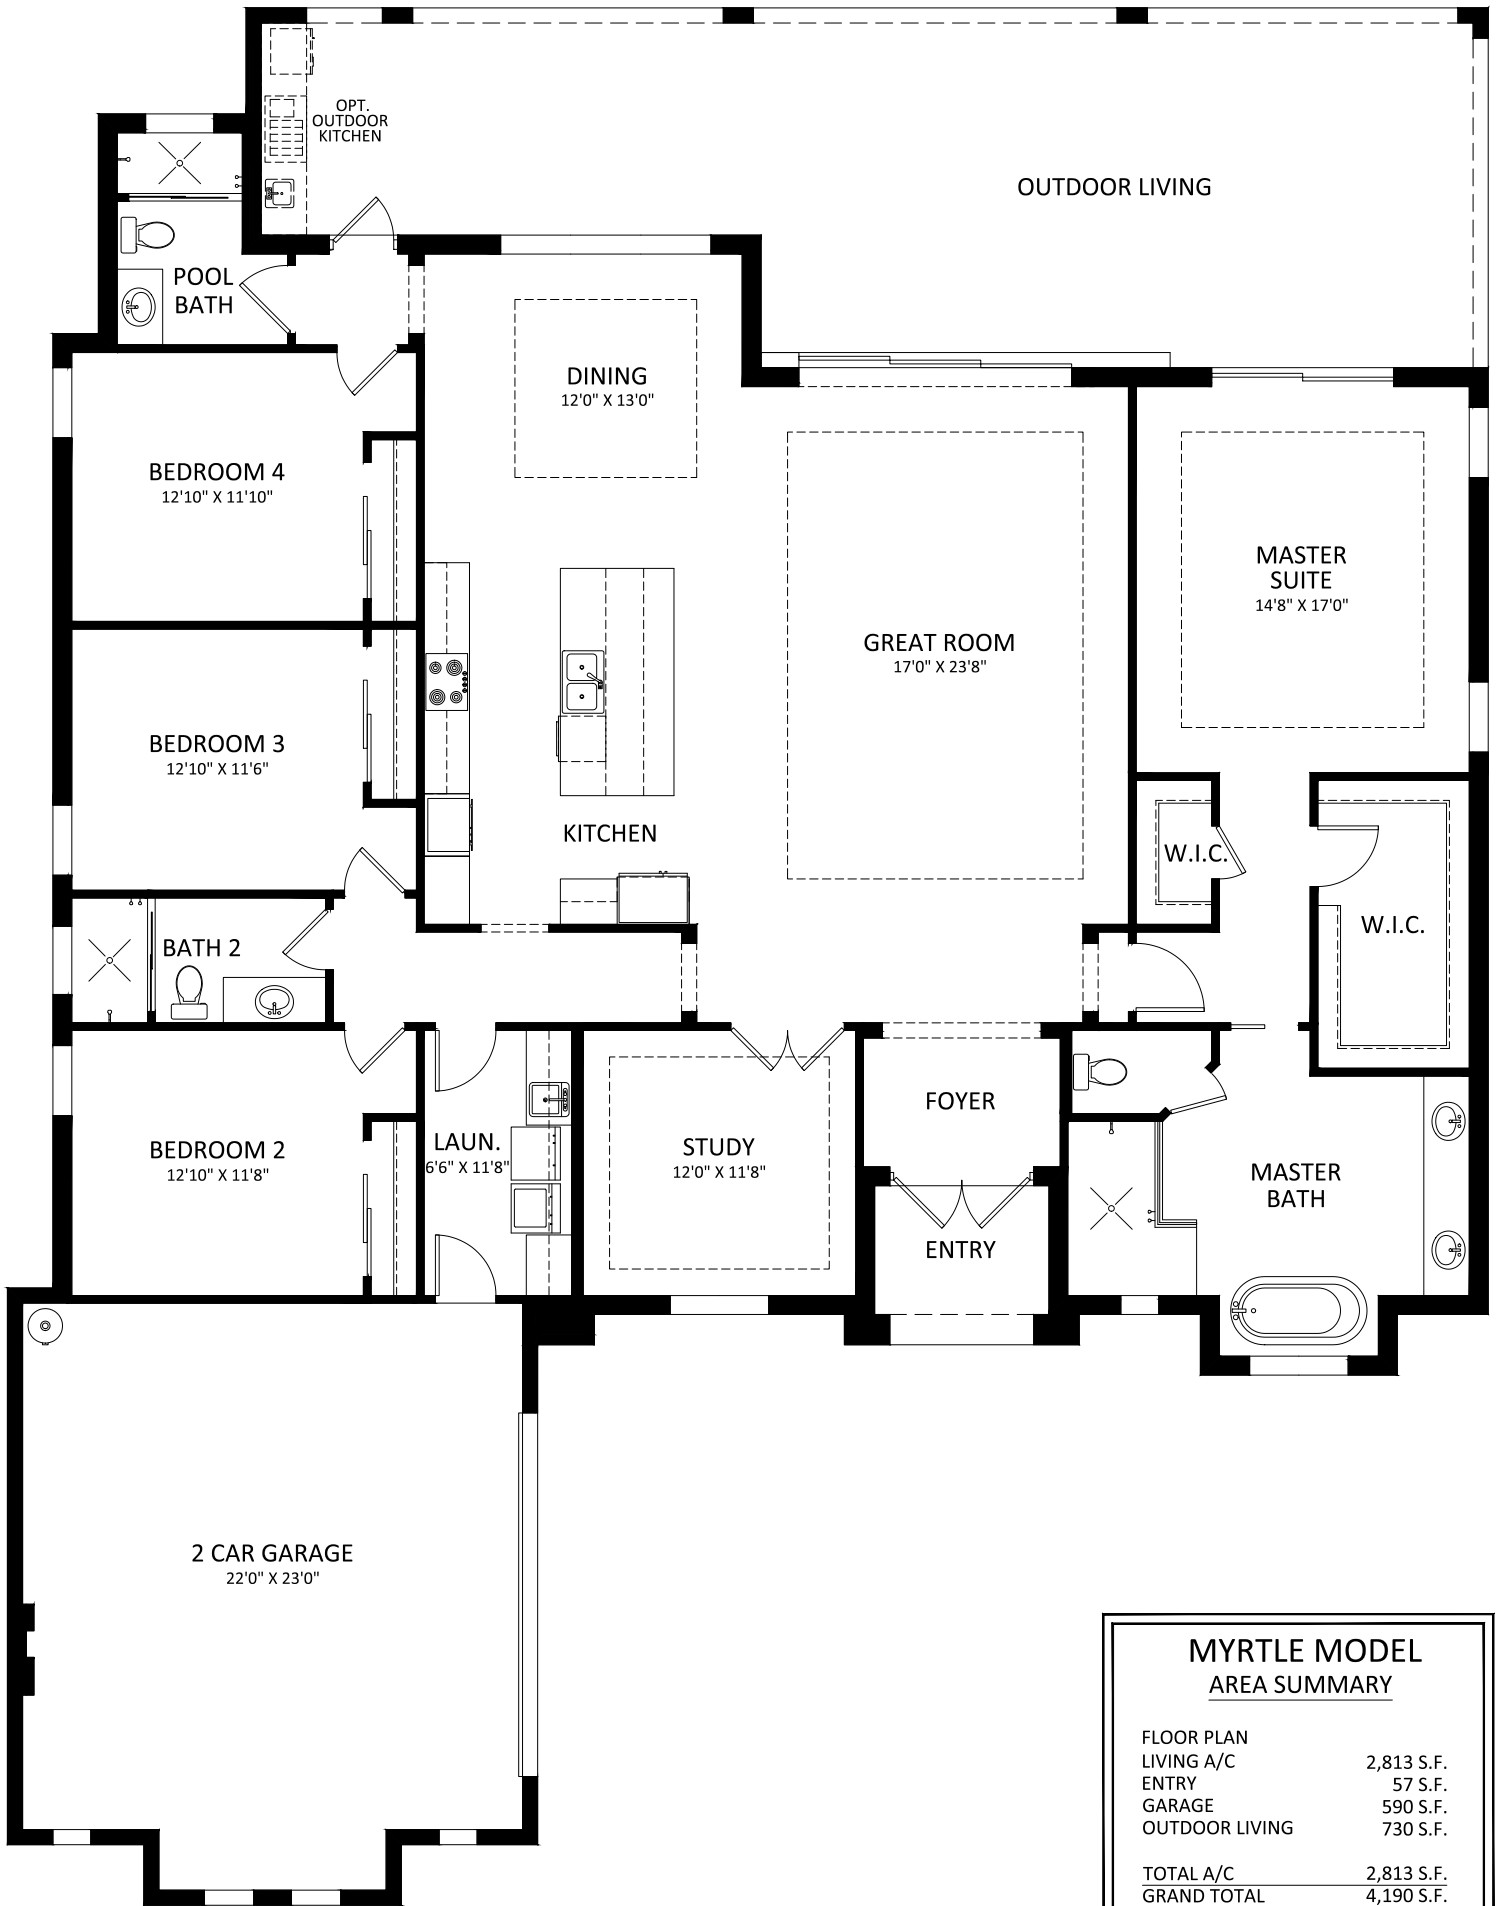 OPT.
OUTDOOR
KITCHEN
OUTDOOR LIVING
POOL
BATH
DINING
12'0" X 13'0"
BEDROOM 4
12'10" X 11'10"
MASTER
SUITE
14'8" X 17'0"
GREAT ROOM
17'0" X 23'8"
BEDROOM 3
12'10" X 11'6"
KITCHEN
W.I.C.
W.I.C.
BATH 2
FOYER
LAUN.
6'6" X 11'8"
STUDY
12'0" X 11'8"
BEDROOM 2
12'10" X 11'8"
MASTER
BATH
ENTRY
2 CAR GARAGE
22'0" X 23'0"
MYRTLE MODEL
AREA SUMMARY
FLOOR PLAN
LIVING A/C 2,813 S.F.
ENTRY 57 S.F.
GARAGE 590 S.F.
OUTDOOR LIVING 730 S.F.
TOTAL A/C 2,813 S.F.
GRAND TOTAL 4,190 S.F.